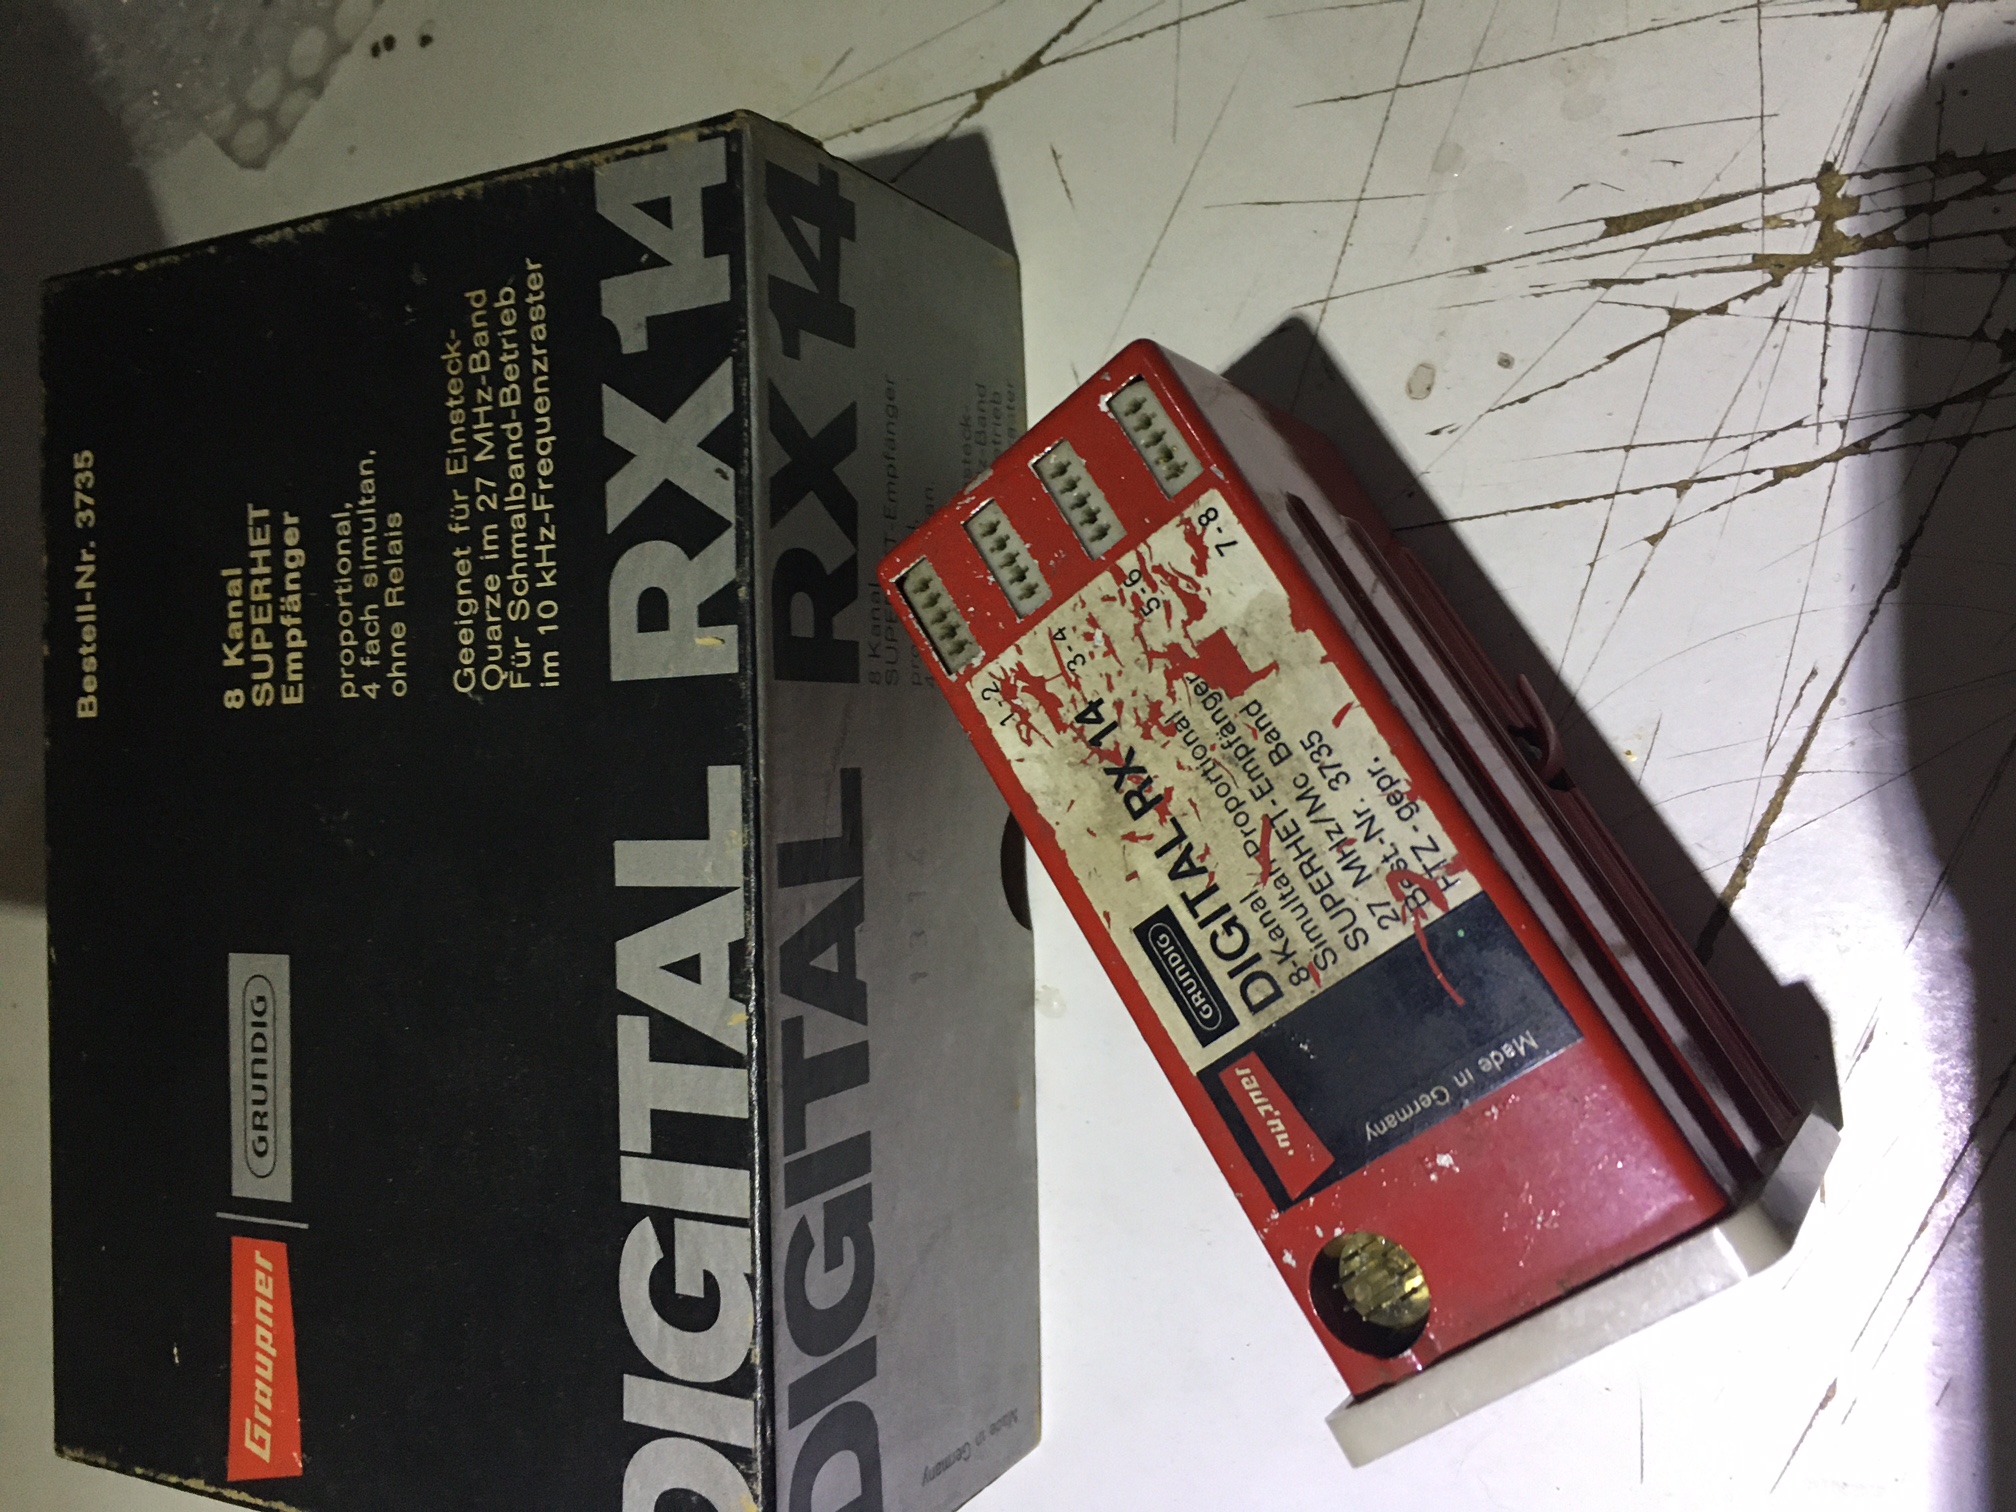 Bestell-Nr. 3735
8 Kanal
SUPERHET
Empfänger
proportional,
4 fach simultan,
ohne Relais
Geeignet für Einsteck-
Quarze im 27 MHz-Band
Für Schmalband-Betrieb
im 10 kHz-Frequenzraster
Graupner GRUNDIG
DIGITAL RX 14
DIGITAL RX 14
8 Kanal
SUPERHET-Empfänger
Made in Germany
1-2 3-4 5-6 7-8
GRUNDIG
DIGITAL RX 14
8-Kanal
Simultan Proportional
SUPERHET-Empfänger
27 MHz/Mc Band
Best.-Nr. 3735
FTZ-gepr.
Made in Germany